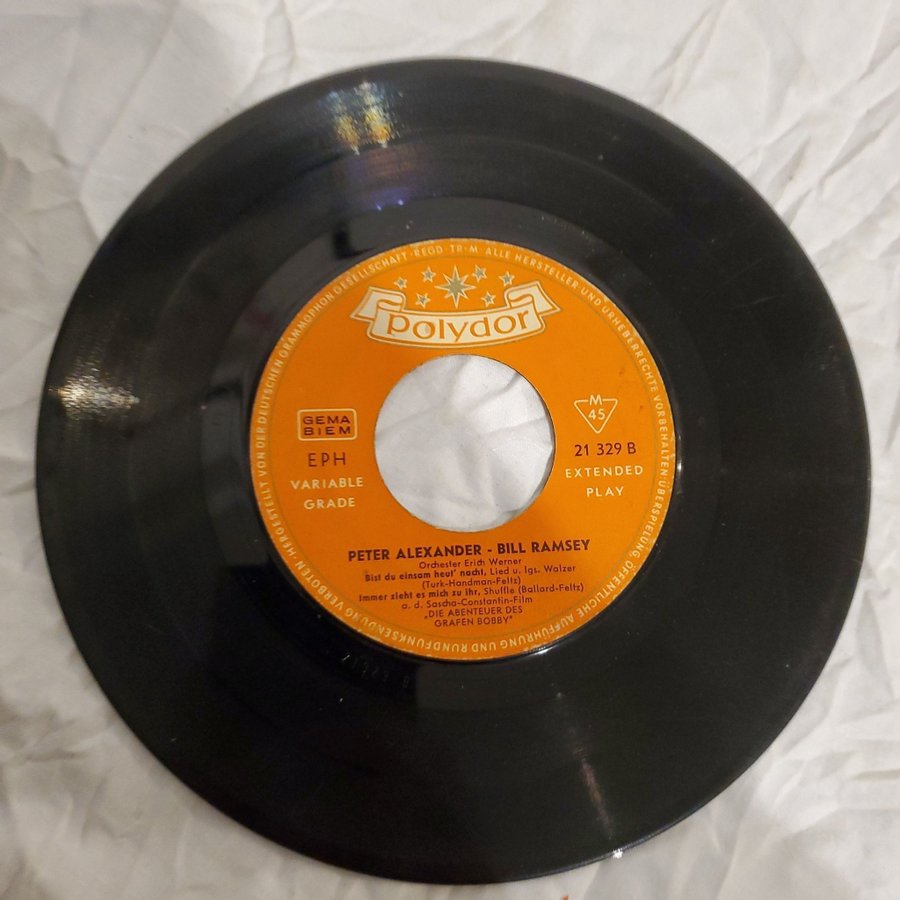 HERGESTELLT VON DER DEUTSCHEN GRAMMOPHON GESELLSCHAFT · REGD · TR · M · ALLE HERSTELLER UND URHEBERRECHTE VORBEHALTEN · ÜBERSPIELUNG, ÖFFENTLICHE AUFFÜHRUNG UND RUNDFUNKSENDUNG VERBOTEN ·
polydor
GEMA
BIEM
EPH
VARIABLE
GRADE
M
45
21 329 B
EXTENDED
PLAY
PETER ALEXANDER - BILL RAMSEY
Orchester Erich Werner
Bist du einsam heut' nacht, Lied u. lgs. Walzer
(Turk-Handman-Feltz)
Immer zieht es mich zu ihr, Shuffle (Ballard-Feltz)
a. d. Sascha-Constantin-Film
„DIE ABENTEUER DES
GRAFEN BOBBY"